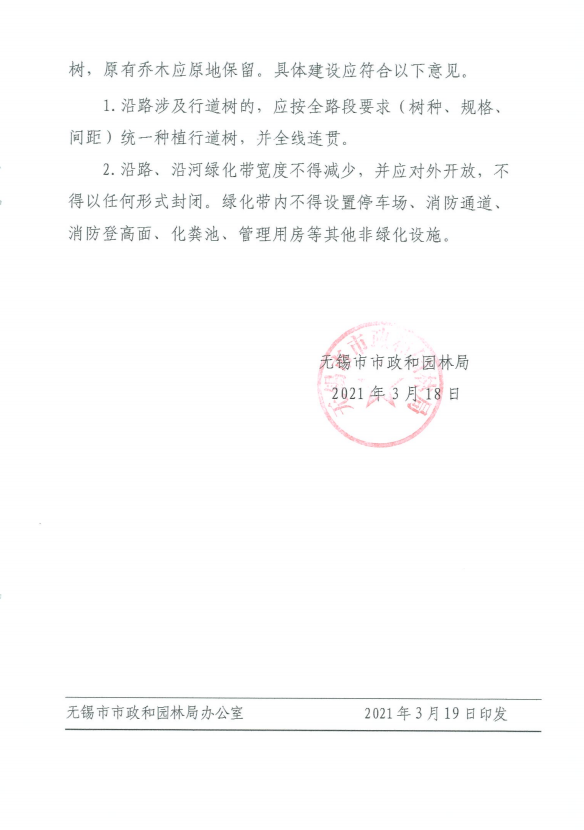 树，原有乔木应原地保留。具体建设应符合以下意见。
1.沿路涉及行道树的，应按全路段要求（树种、规格、
间距）统一种植行道树，并全线连贯。
2.沿路、沿河绿化带宽度不得减少，并应对外开放，不
得以任何形式封闭。绿化带内不得设置停车场、消防通道、
消防登高面、化粪池、管理用房等其他非绿化设施。
无锡市市政和园林局
2021年3月18日
无锡市市政和园林局办公室 2021年3月19日印发